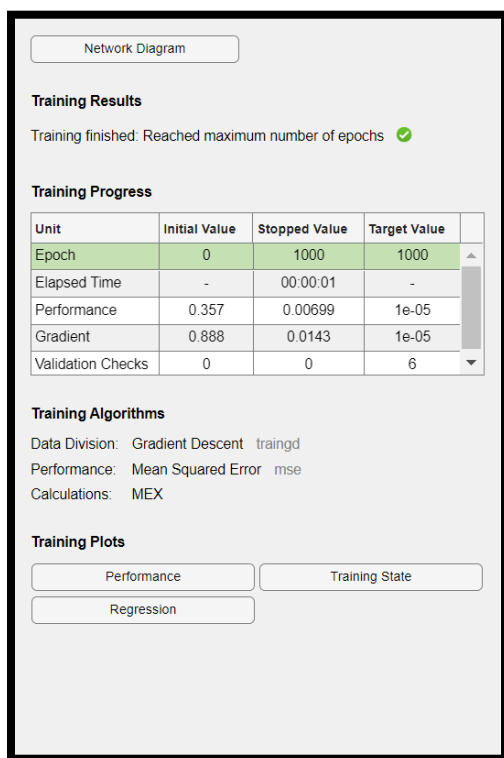 Network Diagram
Training Results
Training finished: Reached maximum number of epochs
Training Progress
Unit Initial Value Stopped Value Target Value
Epoch 0 1000 1000
Elapsed Time - 00:00:01 -
Performance 0.357 0.00699 1e-05
Gradient 0.888 0.0143 1e-05
Validation Checks 0 0 6
Training Algorithms
Data Division: Gradient Descent traingd
Performance: Mean Squared Error mse
Calculations: MEX
Training Plots
Performance Training State
Regression